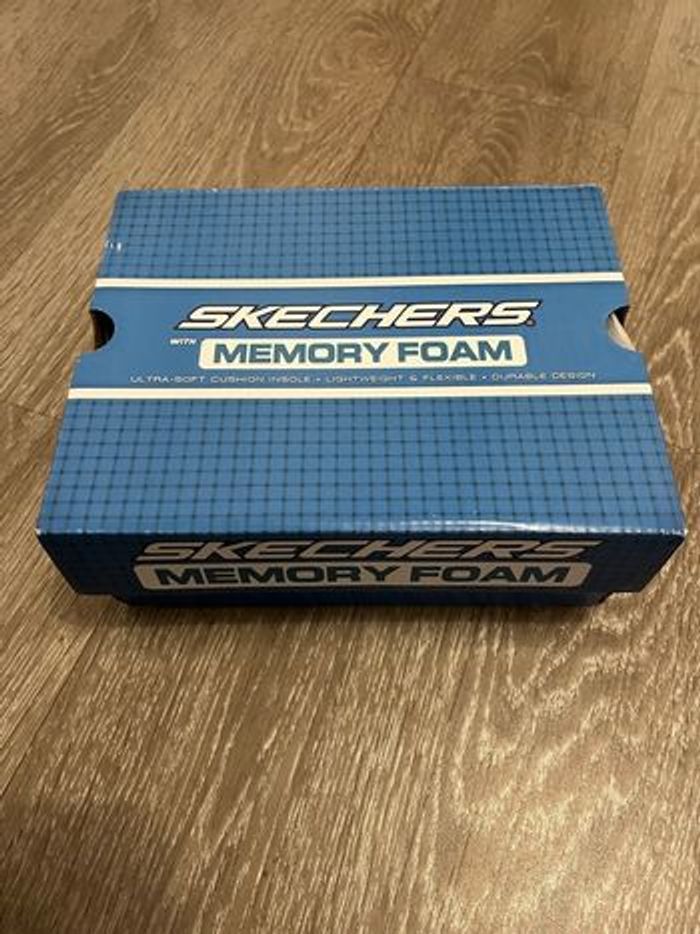 SKECHERS
WITH MEMORY FOAM
ULTRA-SOFT CUSHION INSOLE • LIGHTWEIGHT & FLEXIBLE • DURABLE DESIGN
SKECHERS
MEMORY FOAM